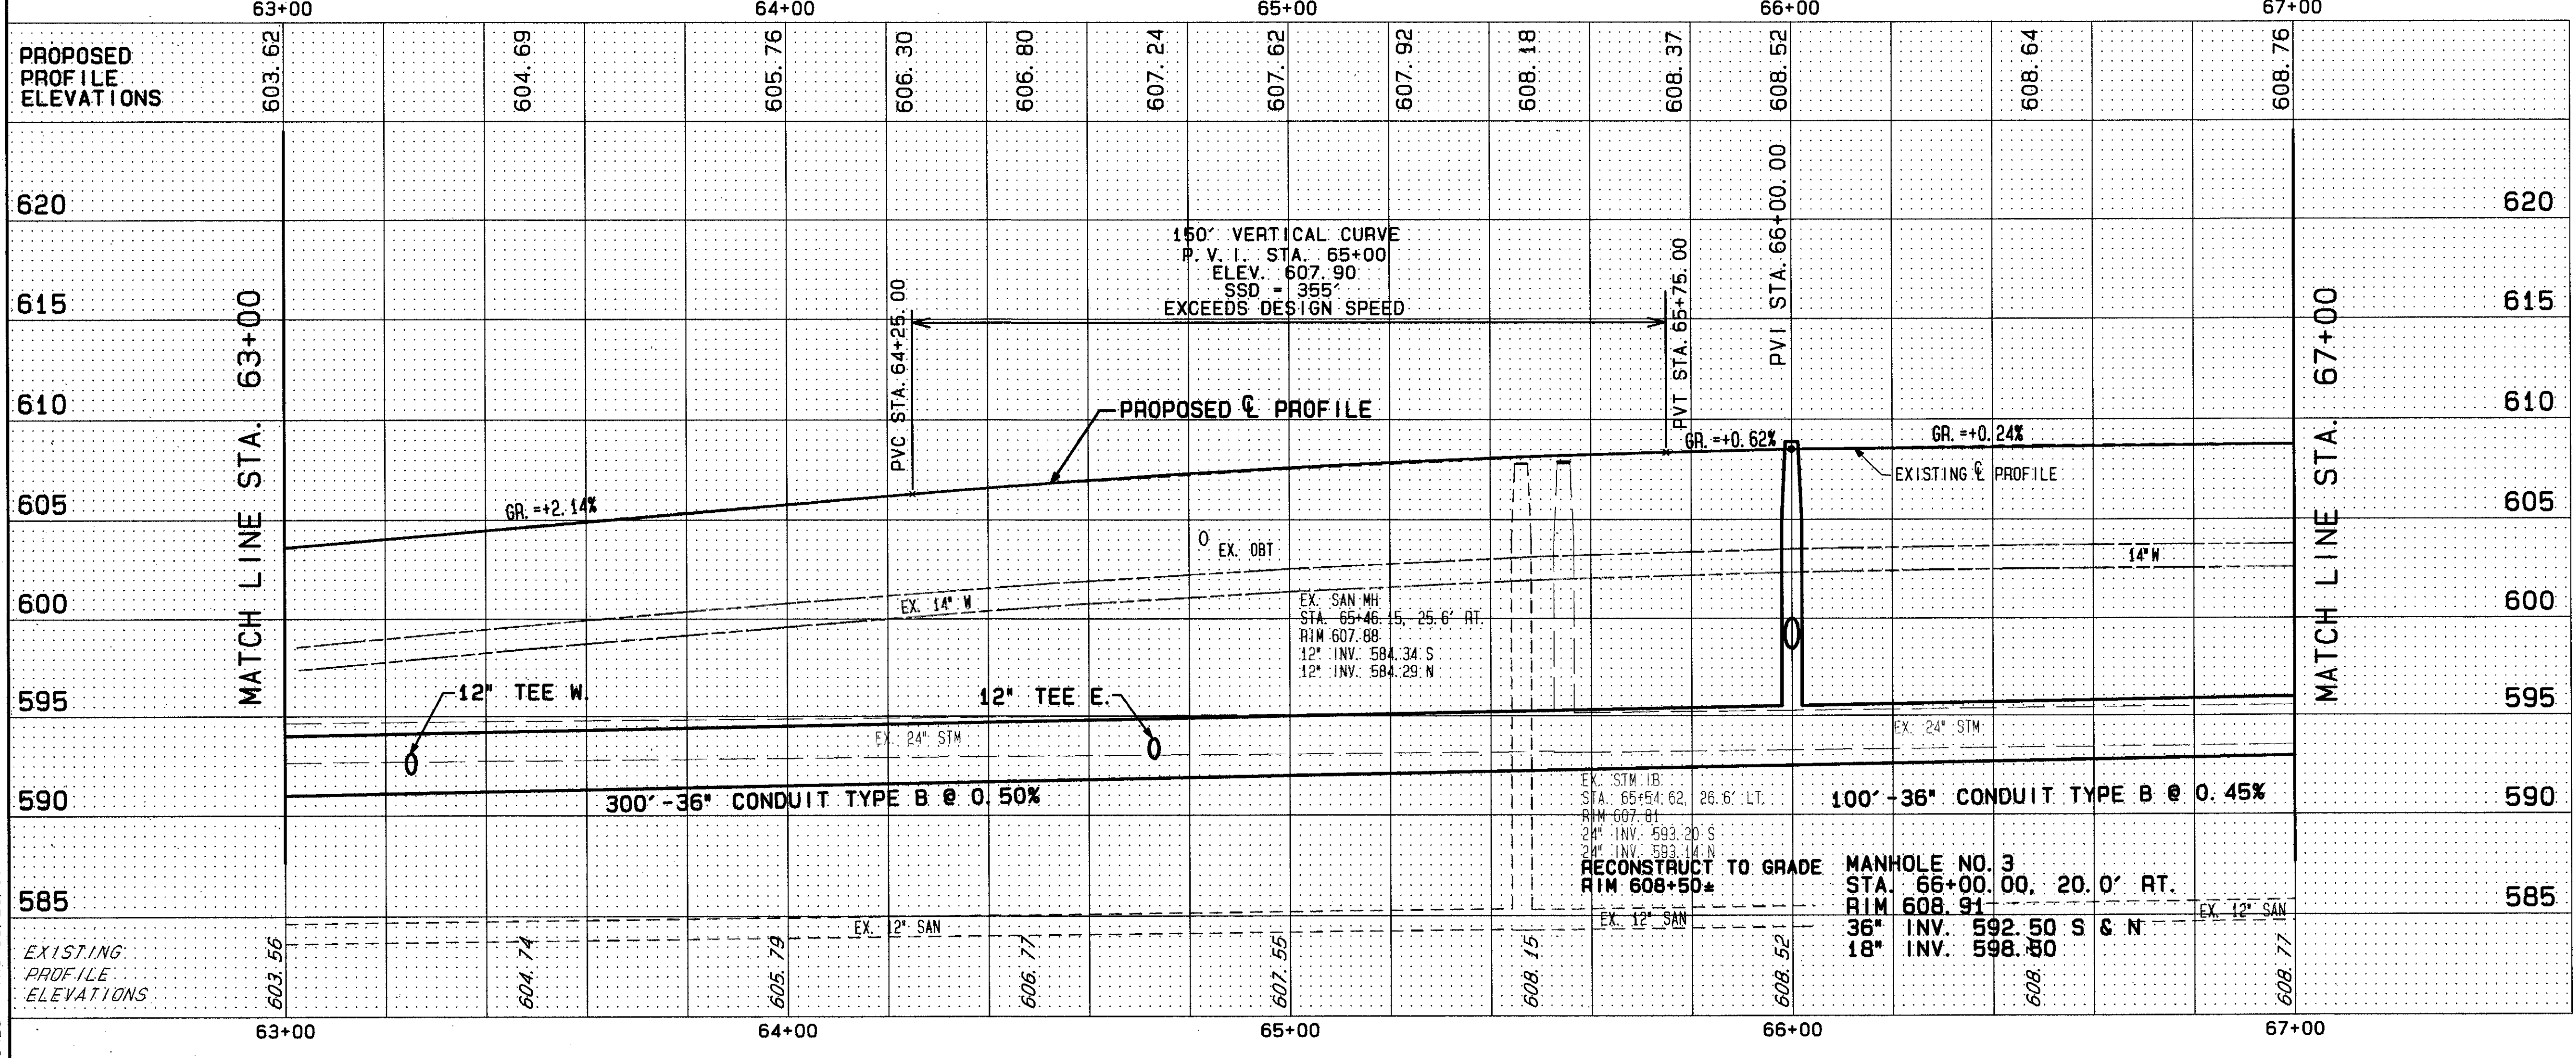 63+00 64+00 65+00 66+00 67+00
PROPOSED
PROFILE
ELEVATIONS
603.62 604.69 605.76 606.30 606.80 607.24 607.62 607.92 608.18 608.37 608.52 608.64 608.76
620 620
615 615
610 610
605 605
600 600
595 595
590 590
585 585
MATCH LINE STA. 63+00
150' VERTICAL CURVE
P.V.I. STA. 65+00
ELEV. 607.90
SSD = 355'
EXCEEDS DESIGN SPEED
PVC STA. 64+25.00
PVT STA. 65+75.00
PVI STA. 66+00.00
MATCH LINE STA. 67+00
PROPOSED ℄ PROFILE
GR.=+2.14%
GR.=+0.62%
GR.=+0.24%
EXISTING ℄ PROFILE
EX. OBT
14" W
EX. 14" W
EX. SAN MH
STA. 65+46.15, 25.6' RT.
RIM 607.88
12" INV. 584.34 S
12" INV. 584.29 N
12" TEE W.
12" TEE E.
EX. 24" STM
EX. 24" STM
300'-36" CONDUIT TYPE B @ 0.50%
100'-36" CONDUIT TYPE B @ 0.45%
EX. STM IB
STA. 65+54.62, 26.6' LT.
RIM 607.81
24" INV. 593.20 S
24" INV. 593.14 N
RECONSTRUCT TO GRADE
RIM 608+50±
MANHOLE NO. 3
STA. 66+00.00, 20.0' RT.
RIM 608.91
36" INV. 592.50 S & N
18" INV. 598.50
EX. 12" SAN
EX. 12" SAN
EX. 12" SAN
EXISTING
PROFILE
ELEVATIONS
603.56 604.74 605.79 606.77 607.55 608.15 608.52 608.77
63+00 64+00 65+00 66+00 67+00